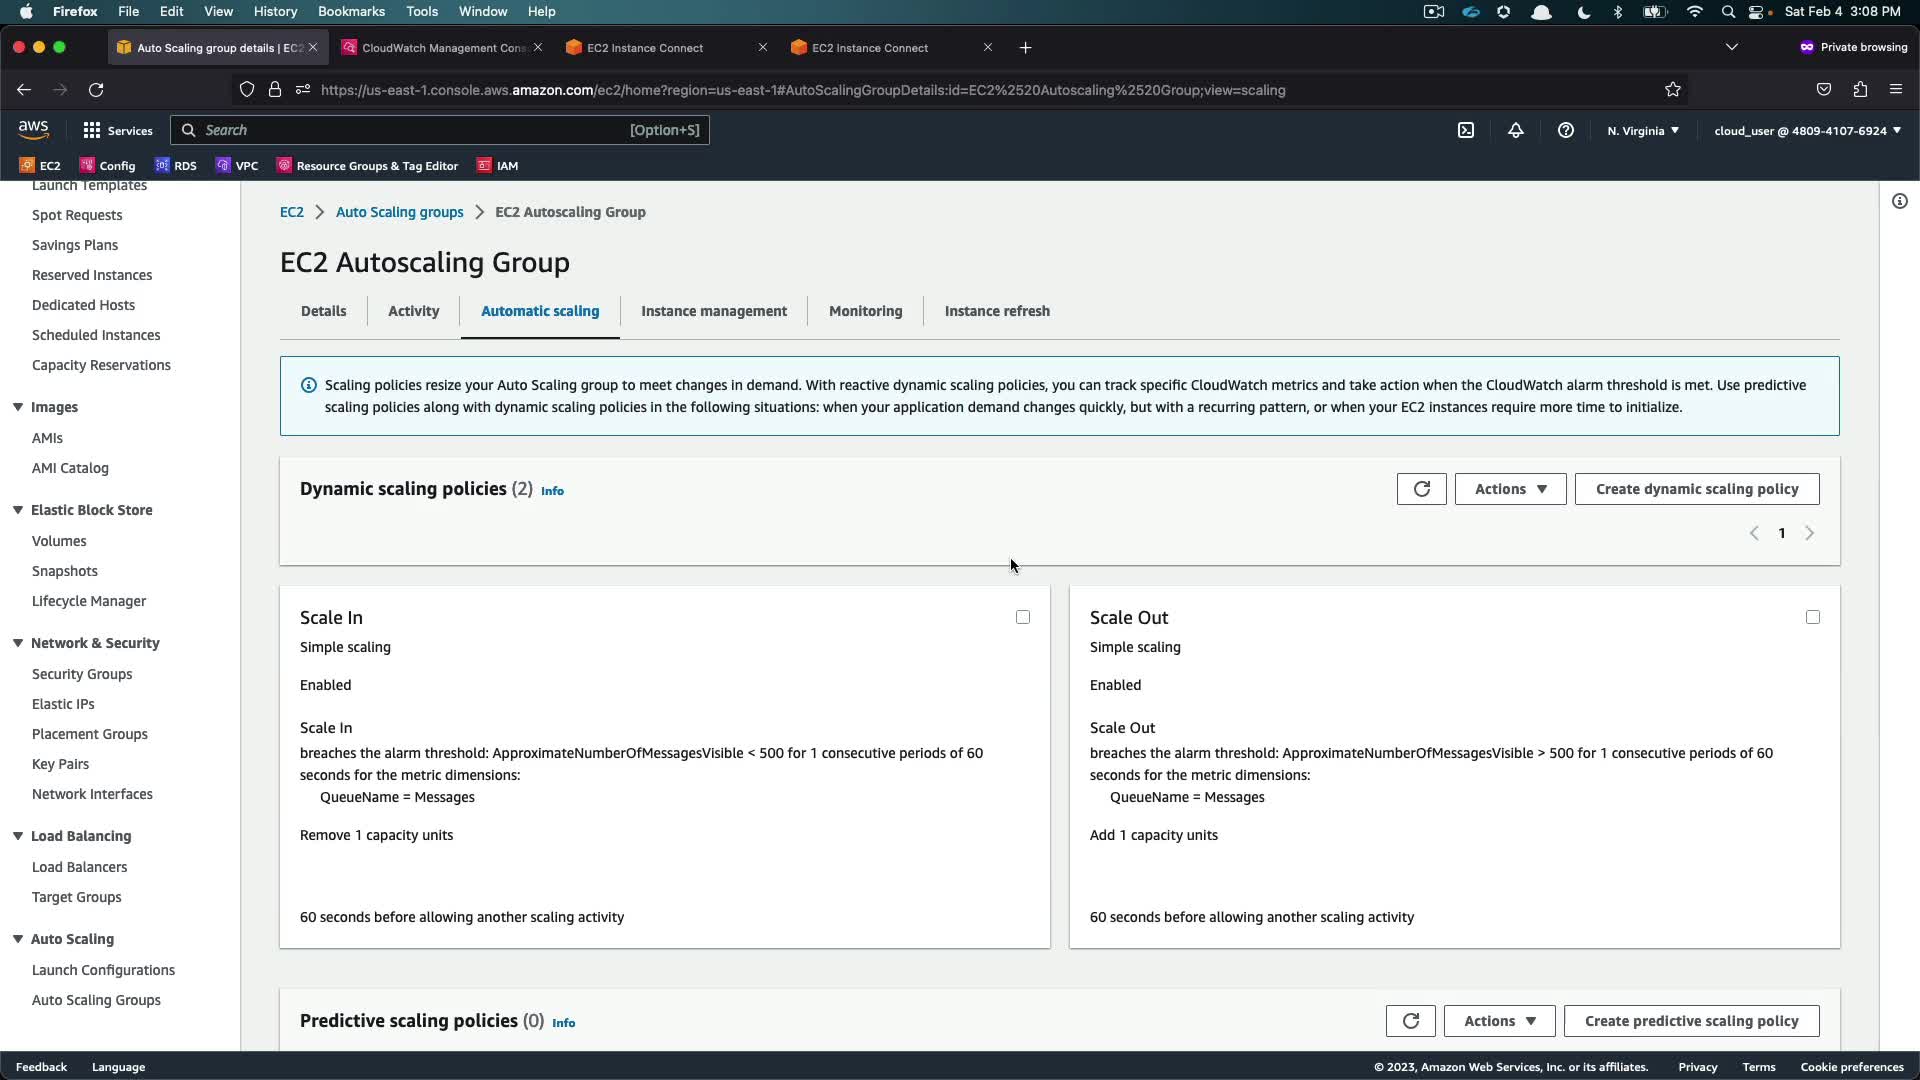 Firefox File Edit View History Bookmarks Tools Window Help Sat Feb 4 3:08 PM
Auto Scaling group details | EC2 CloudWatch Management Cons EC2 Instance Connect EC2 Instance Connect Private browsing
https://us-east-1.console.aws.amazon.com/ec2/home?region=us-east-1#AutoScalingGroupDetails:id=EC2%2520Autoscaling%2520Group;view=scaling
aws Services Search [Option+S] N. Virginia cloud_user @ 4809-4107-6924
EC2 Config RDS VPC Resource Groups & Tag Editor IAM
Launch Templates
Spot Requests
Savings Plans
Reserved Instances
Dedicated Hosts
Scheduled Instances
Capacity Reservations
Images
AMIs
AMI Catalog
Elastic Block Store
Volumes
Snapshots
Lifecycle Manager
Network & Security
Security Groups
Elastic IPs
Placement Groups
Key Pairs
Network Interfaces
Load Balancing
Load Balancers
Target Groups
Auto Scaling
Launch Configurations
Auto Scaling Groups
EC2 Auto Scaling groups EC2 Autoscaling Group
EC2 Autoscaling Group
Details Activity Automatic scaling Instance management Monitoring Instance refresh
Scaling policies resize your Auto Scaling group to meet changes in demand. With reactive dynamic scaling policies, you can track specific CloudWatch metrics and take action when the CloudWatch alarm threshold is met. Use predictive
scaling policies along with dynamic scaling policies in the following situations: when your application demand changes quickly, but with a recurring pattern, or when your EC2 instances require more time to initialize.
Dynamic scaling policies (2) Info Actions Create dynamic scaling policy
1
Scale In
Simple scaling
Enabled
Scale In
breaches the alarm threshold: ApproximateNumberOfMessagesVisible < 500 for 1 consecutive periods of 60
seconds for the metric dimensions:
QueueName = Messages
Remove 1 capacity units
60 seconds before allowing another scaling activity
Scale Out
Simple scaling
Enabled
Scale Out
breaches the alarm threshold: ApproximateNumberOfMessagesVisible > 500 for 1 consecutive periods of 60
seconds for the metric dimensions:
QueueName = Messages
Add 1 capacity units
60 seconds before allowing another scaling activity
Predictive scaling policies (0) Info Actions Create predictive scaling policy
Feedback Language © 2023, Amazon Web Services, Inc. or its affiliates. Privacy Terms Cookie preferences